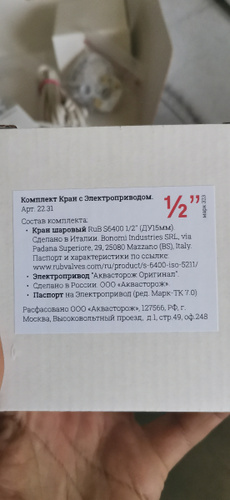 Комплект Кран с Электроприводом.
Арт. 22.31
½”
марк 323
Состав комплекта:
• Кран шаровый RuB S6400 1/2" (ДУ15мм).
Сделано в Италии. Bonomi Industries SRL, via
Padana Superiore, 29, 25080 Mazzano (BS), Italy.
Паспорт и характеристики по ссылке:
www.rubvalves.com/ru/product/s-6400-iso-5211/
• Электропривод "Аквасторож Оригинал".
• Сделано в России. ООО «Аквасторож».
• Паспорт на Электропривод (ред. Марк-ТК 7.0)
Расфасовано ООО «Аквасторож», 127566, РФ, г.
Москва, Высоковольтный проезд, д.1, стр.49, оф.248